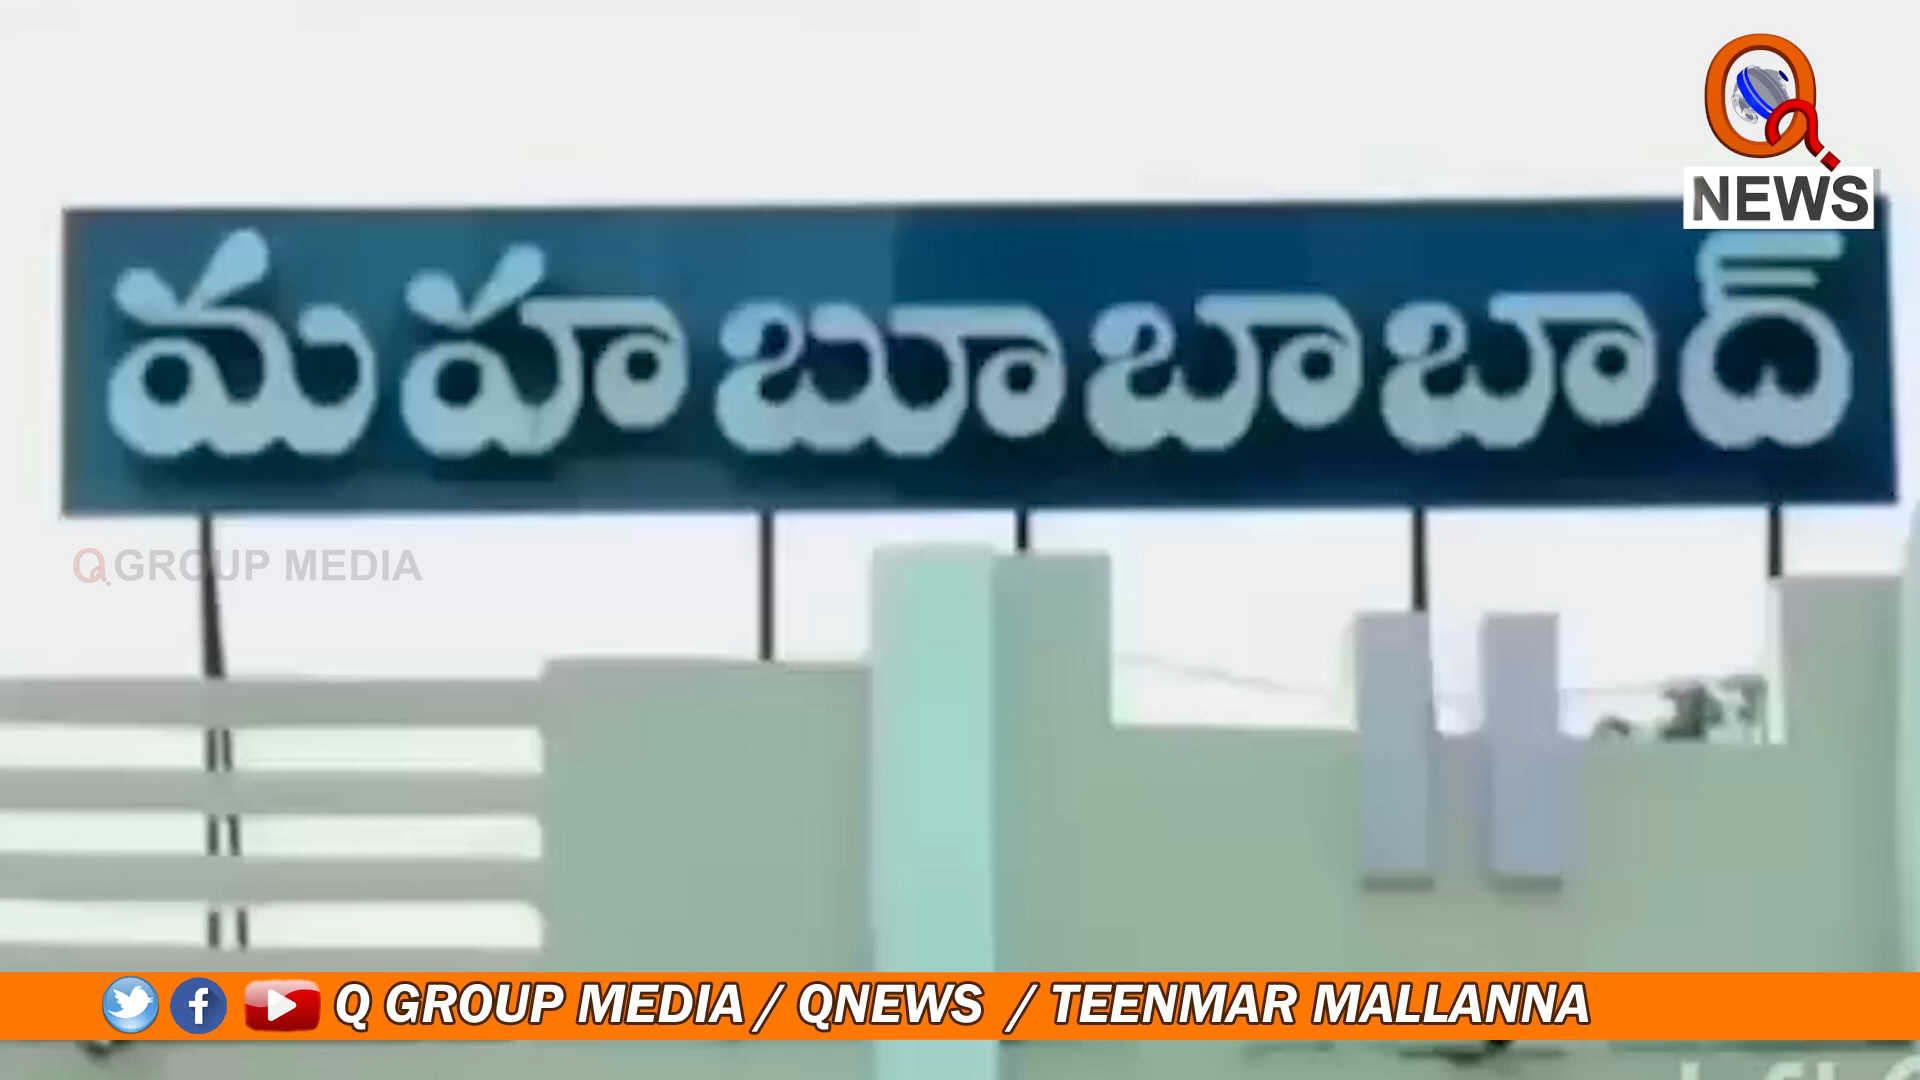 NEWS
మహబూబాబాద్
Q GROUP MEDIA
Q GROUP MEDIA / QNEWS / TEENMAR MALLANNA